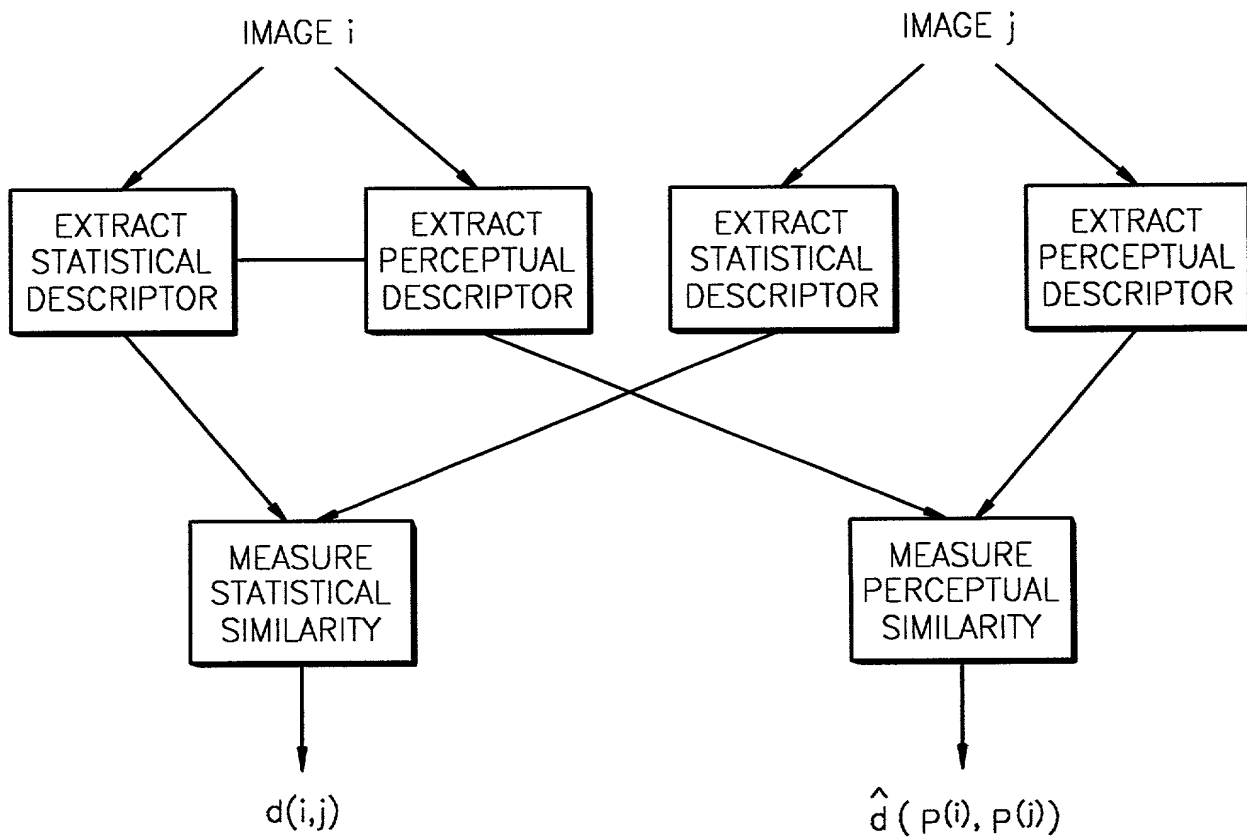 IMAGE i
IMAGE j
EXTRACT
STATISTICAL
DESCRIPTOR
EXTRACT
PERCEPTUAL
DESCRIPTOR
EXTRACT
STATISTICAL
DESCRIPTOR
EXTRACT
PERCEPTUAL
DESCRIPTOR
MEASURE
STATISTICAL
SIMILARITY
MEASURE
PERCEPTUAL
SIMILARITY
d(i,j)
d̂ ( P(i), P(j))